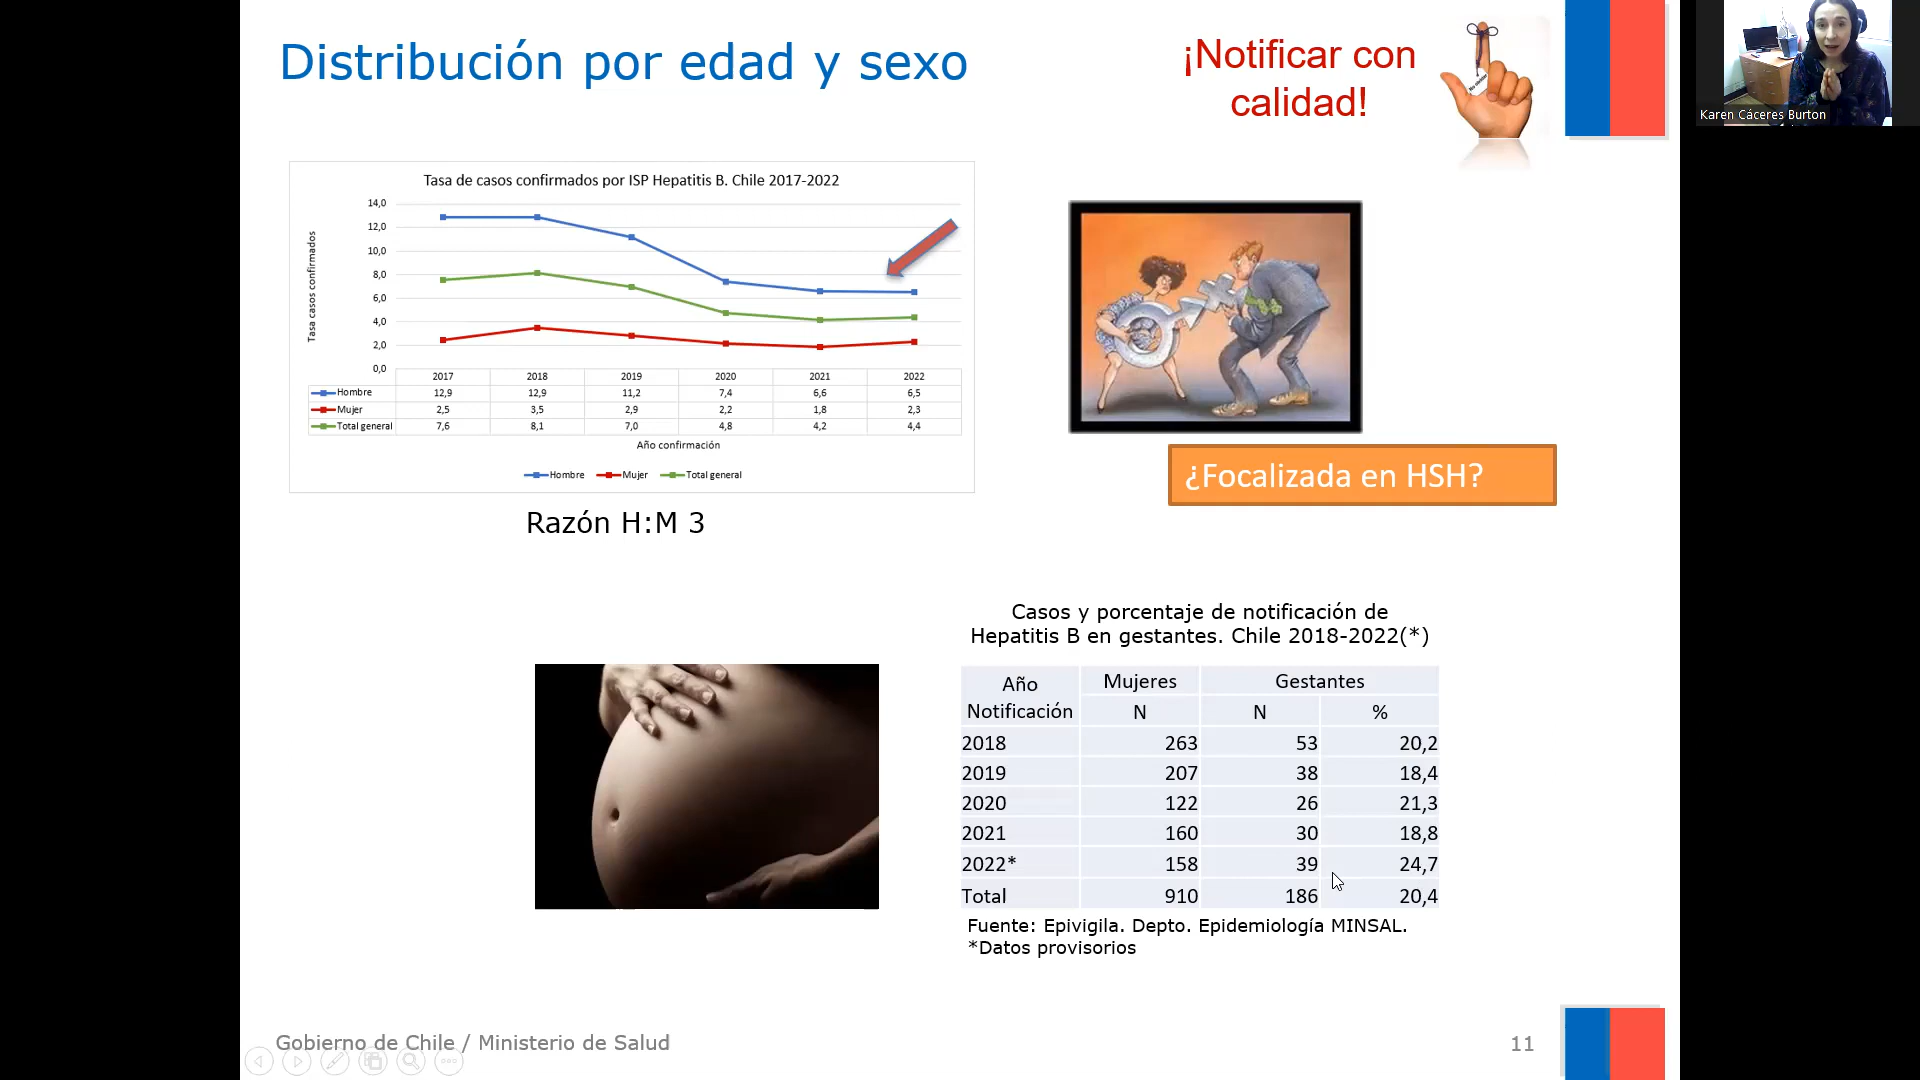 Distribución por edad y sexo
¡Notificar con
calidad!
Karen Cáceres Burton
Tasa de casos confirmados por ISP Hepatitis B. Chile 2017-2022
Tasa casos confirmados
14,0
12,0
10,0
8,0
6,0
4,0
2,0
0,0
2017 2018 2019 2020 2021 2022
Hombre 12,9 12,9 11,2 7,4 6,6 6,5
Mujer 2,5 3,5 2,9 2,2 1,8 2,3
Total general 7,6 8,1 7,0 4,8 4,2 4,4
Año confirmación
Hombre Mujer Total general
Razón H:M 3
¿Focalizada en HSH?
Casos y porcentaje de notificación de
Hepatitis B en gestantes. Chile 2018-2022(*)
Año Notificación Mujeres Gestantes
N N %
2018 263 53 20,2
2019 207 38 18,4
2020 122 26 21,3
2021 160 30 18,8
2022* 158 39 24,7
Total 910 186 20,4
Fuente: Epivigila. Depto. Epidemiología MINSAL.
*Datos provisorios
Gobierno de Chile / Ministerio de Salud
11